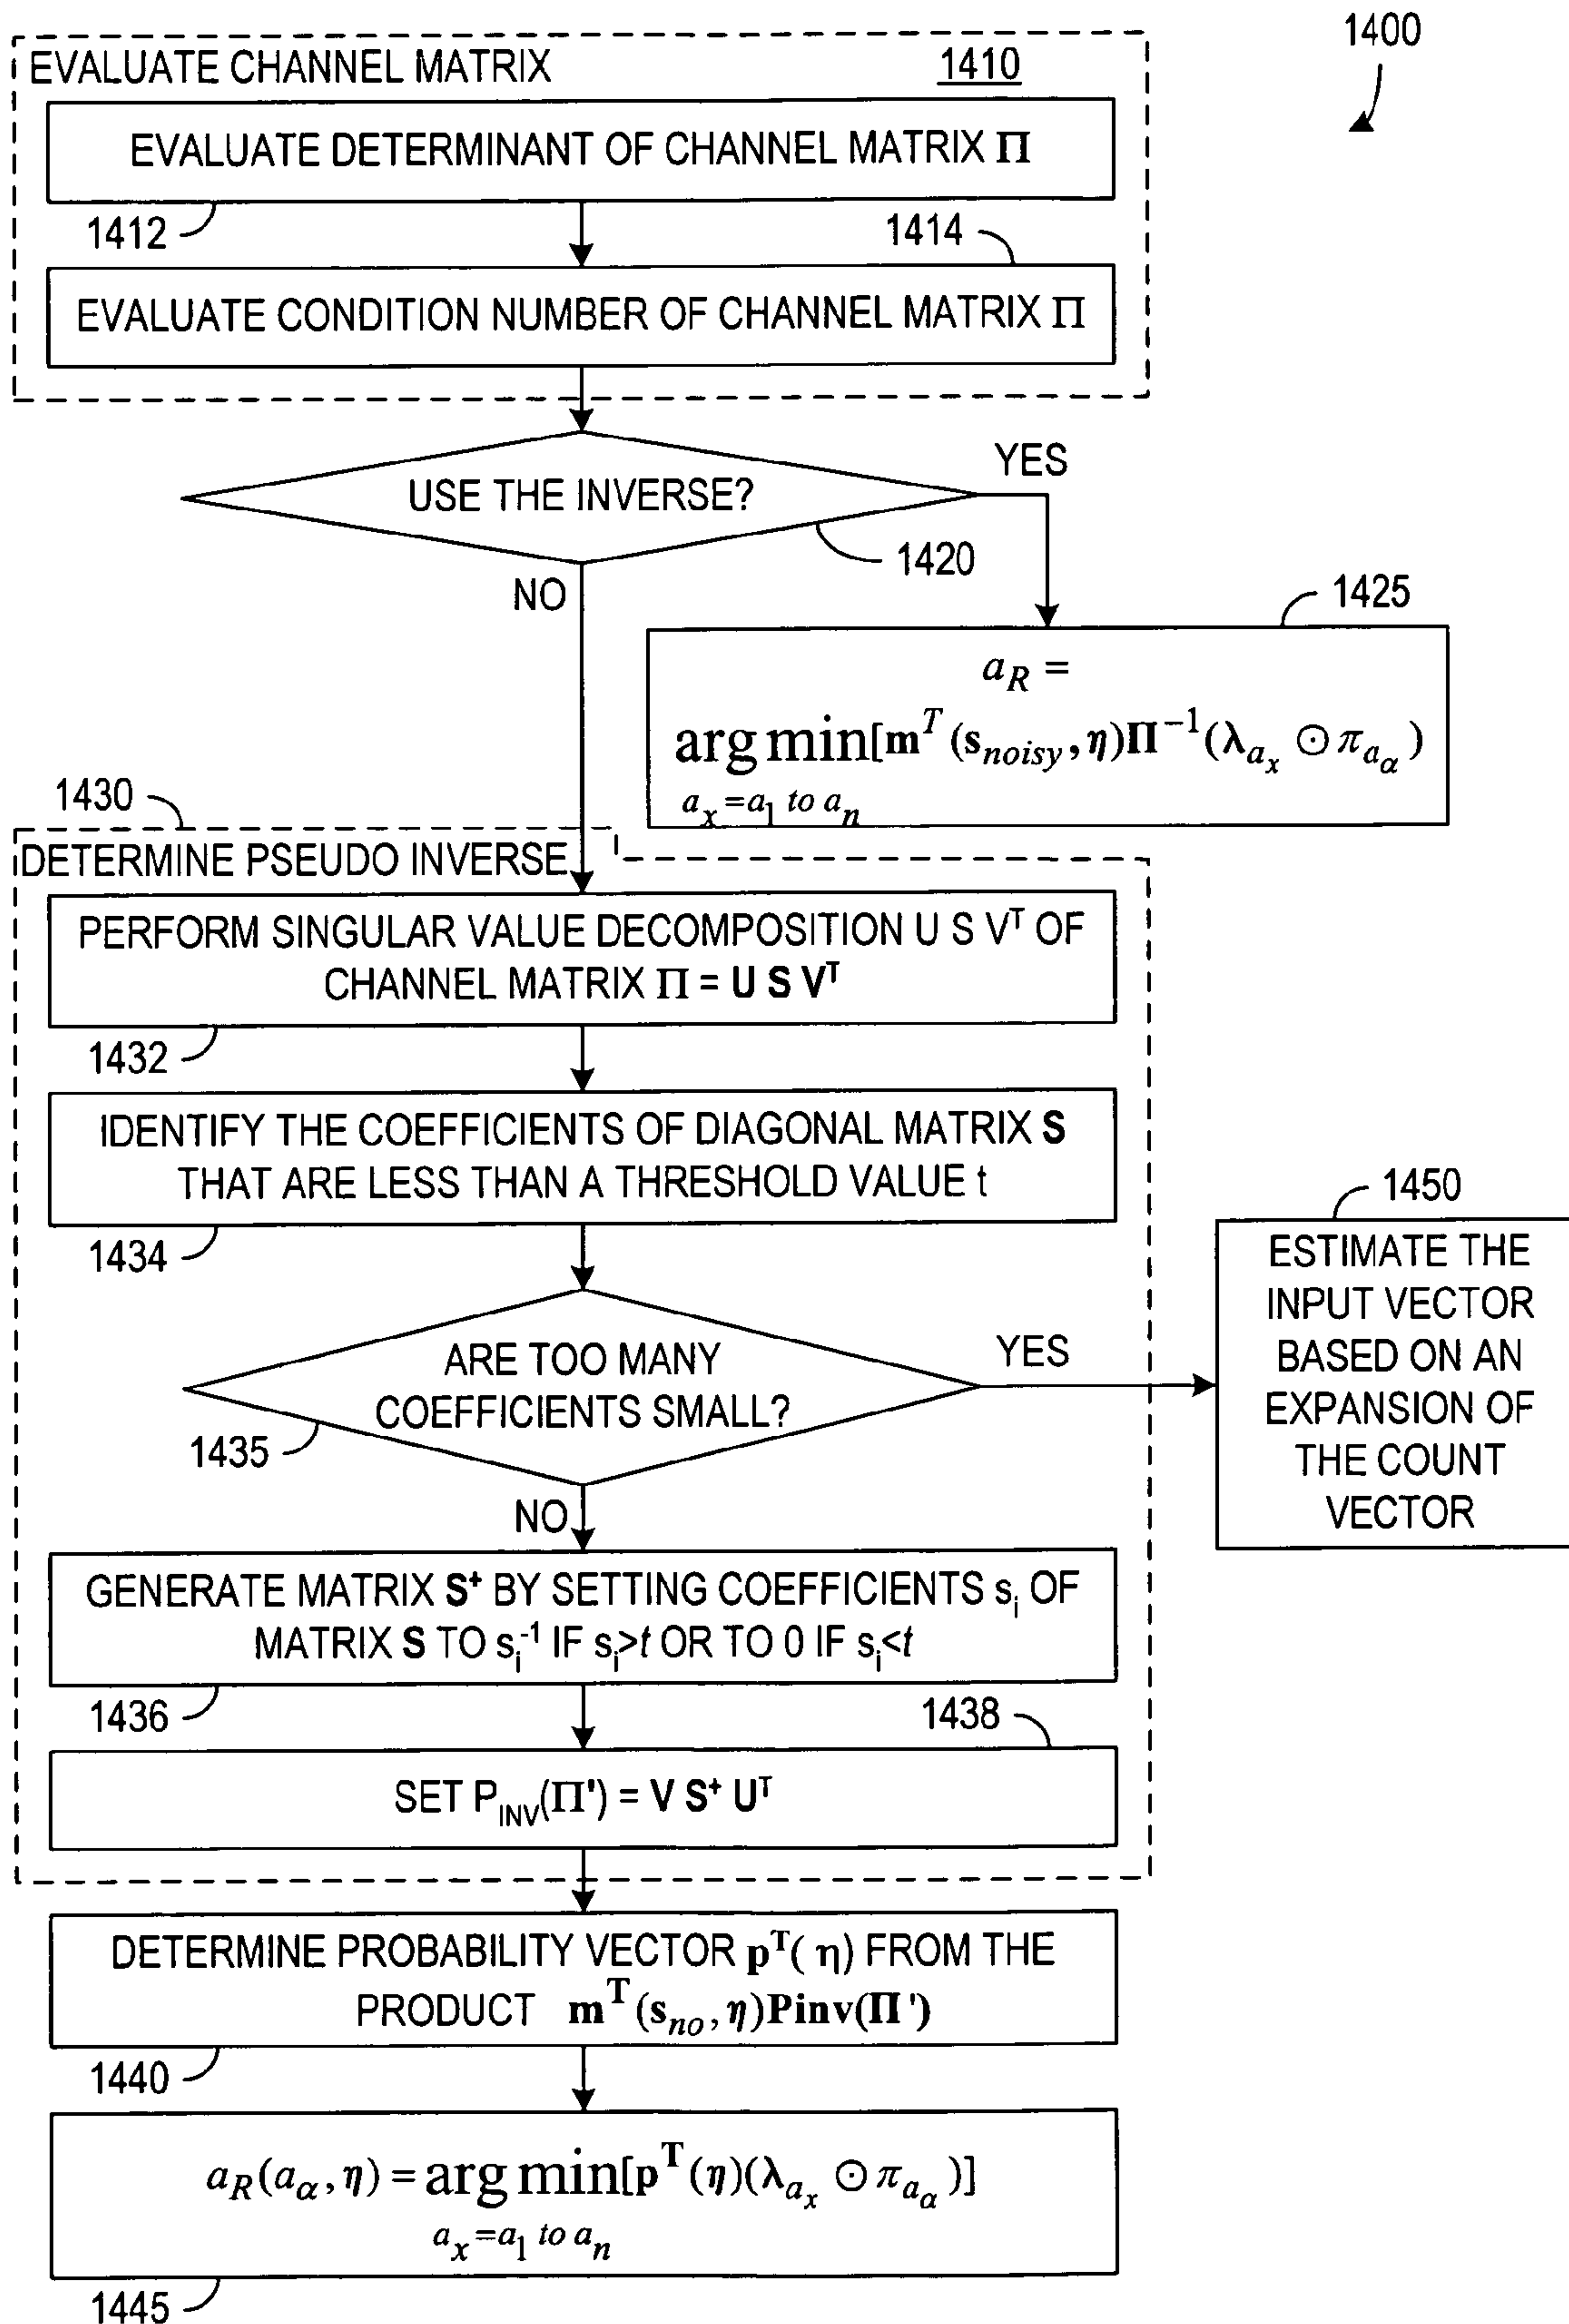 1400
EVALUATE CHANNEL MATRIX 1410
EVALUATE DETERMINANT OF CHANNEL MATRIX Π
1412
1414
EVALUATE CONDITION NUMBER OF CHANNEL MATRIX Π
USE THE INVERSE?
YES
1420
NO
1425
a_R =
arg min[m^T(s_noisy, η)Π^-1(λ_a_x ⊙ π_a_α)
a_x = a_1 to a_n
1430
DETERMINE PSEUDO INVERSE
PERFORM SINGULAR VALUE DECOMPOSITION U S V^T OF
CHANNEL MATRIX Π = U S V^T
1432
IDENTIFY THE COEFFICIENTS OF DIAGONAL MATRIX S
THAT ARE LESS THAN A THRESHOLD VALUE t
1434
ARE TOO MANY
COEFFICIENTS SMALL?
YES
1435
NO
1450
ESTIMATE THE
INPUT VECTOR
BASED ON AN
EXPANSION OF
THE COUNT
VECTOR
GENERATE MATRIX S^+ BY SETTING COEFFICIENTS s_i OF
MATRIX S TO s_i^-1 IF s_i>t OR TO 0 IF s_i<t
1436
1438
SET P_INV(Π') = V S^+ U^T
DETERMINE PROBABILITY VECTOR p^T( η) FROM THE
PRODUCT m^T(s_no, η)Pinv(Π')
1440
a_R(a_α, η) = arg min[p^T(η)(λ_a_x ⊙ π_a_α)]
a_x = a_1 to a_n
1445